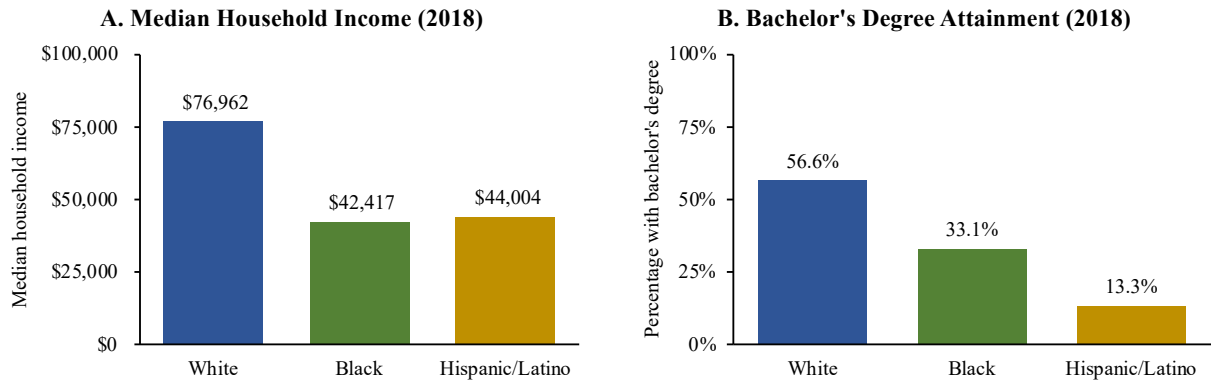 A. Median Household Income (2018)
Median household income
$100,000
$75,000
$50,000
$25,000
$0
$76,962
$42,417
$44,004
White
Black
Hispanic/Latino
B. Bachelor's Degree Attainment (2018)
Percentage with bachelor's degree
100%
75%
50%
25%
0%
56.6%
33.1%
13.3%
White
Black
Hispanic/Latino